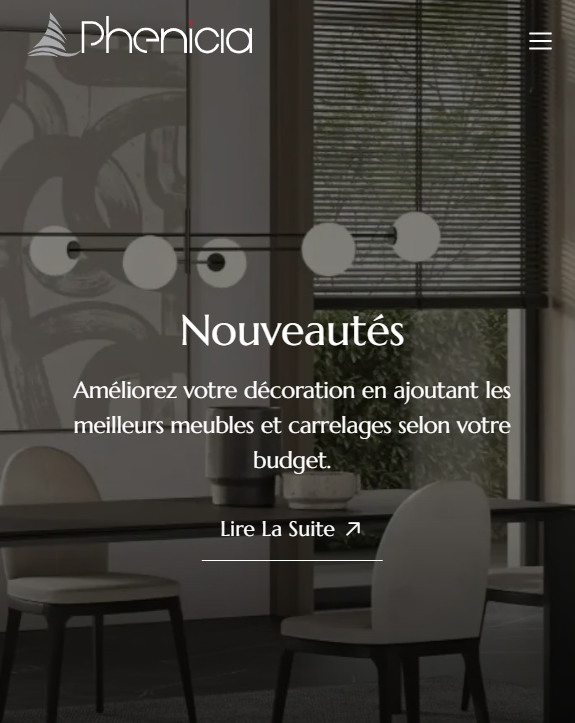 Phenicia
Nouveautés
Améliorez votre décoration en ajoutant les
meilleurs meubles et carrelages selon votre
budget.
Lire La Suite